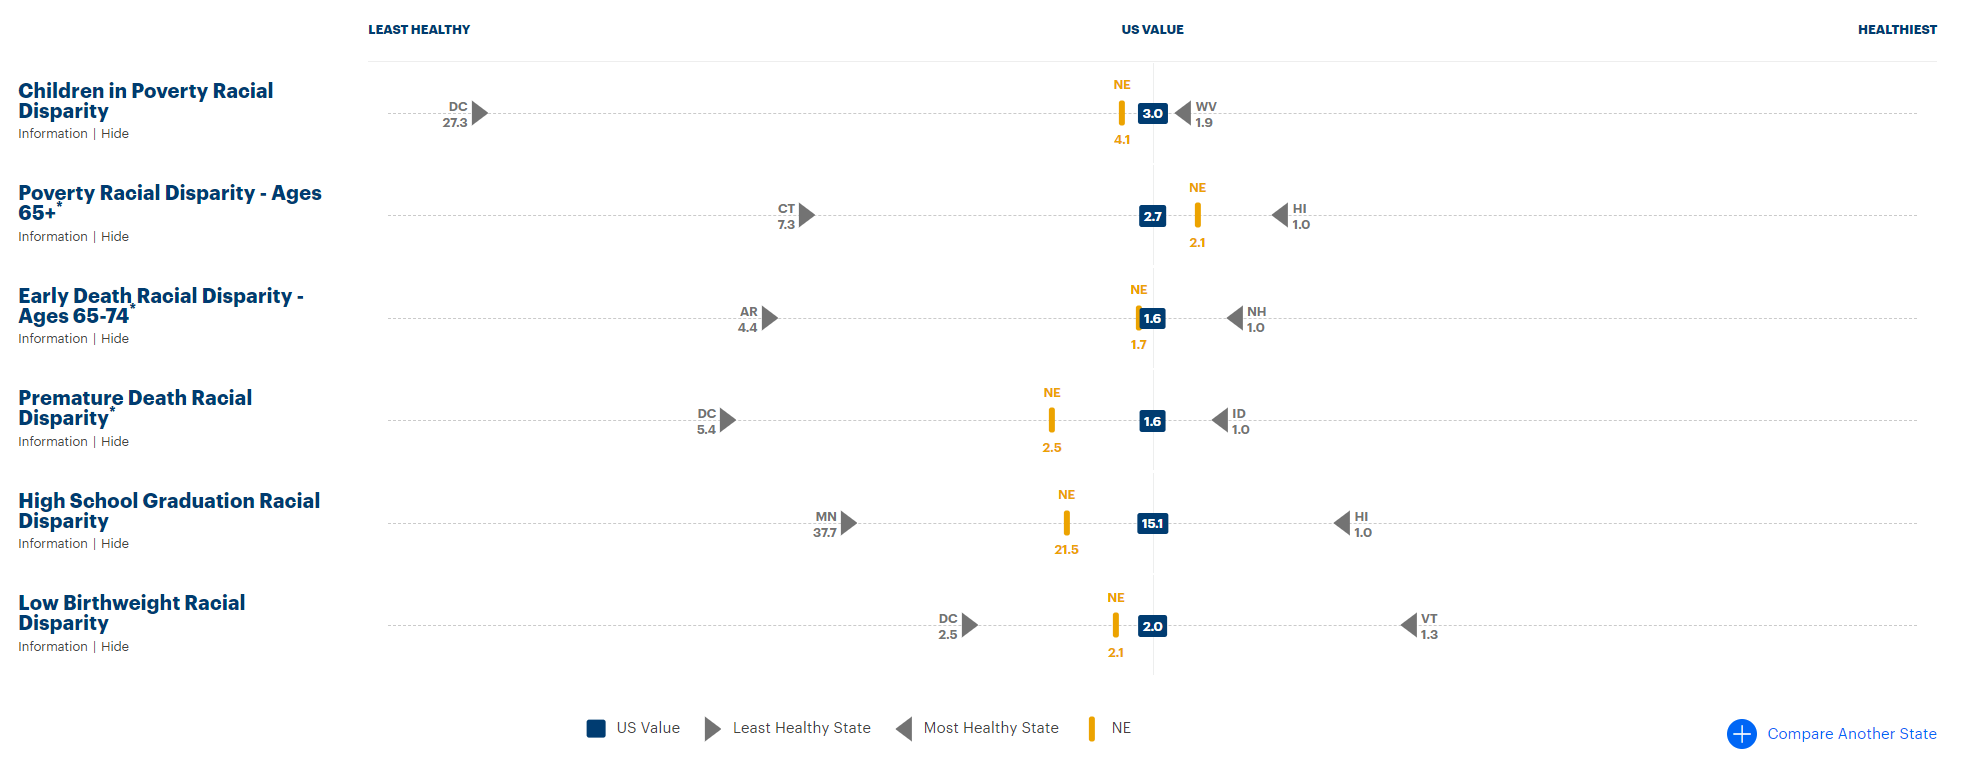 LEAST HEALTHY
US VALUE
HEALTHIEST
Children in Poverty Racial
Disparity
Information | Hide
DC
27.3
NE
4.1
3.0
WV
1.9
Poverty Racial Disparity - Ages
65+*
Information | Hide
CT
7.3
2.7
NE
2.1
HI
1.0
Early Death Racial Disparity -
Ages 65-74*
Information | Hide
AR
4.4
NE
1.7
1.6
NH
1.0
Premature Death Racial
Disparity*
Information | Hide
DC
5.4
NE
2.5
1.6
ID
1.0
High School Graduation Racial
Disparity
Information | Hide
MN
37.7
NE
21.5
15.1
HI
1.0
Low Birthweight Racial
Disparity
Information | Hide
DC
2.5
NE
2.1
2.0
VT
1.3
US Value
Least Healthy State
Most Healthy State
NE
Compare Another State